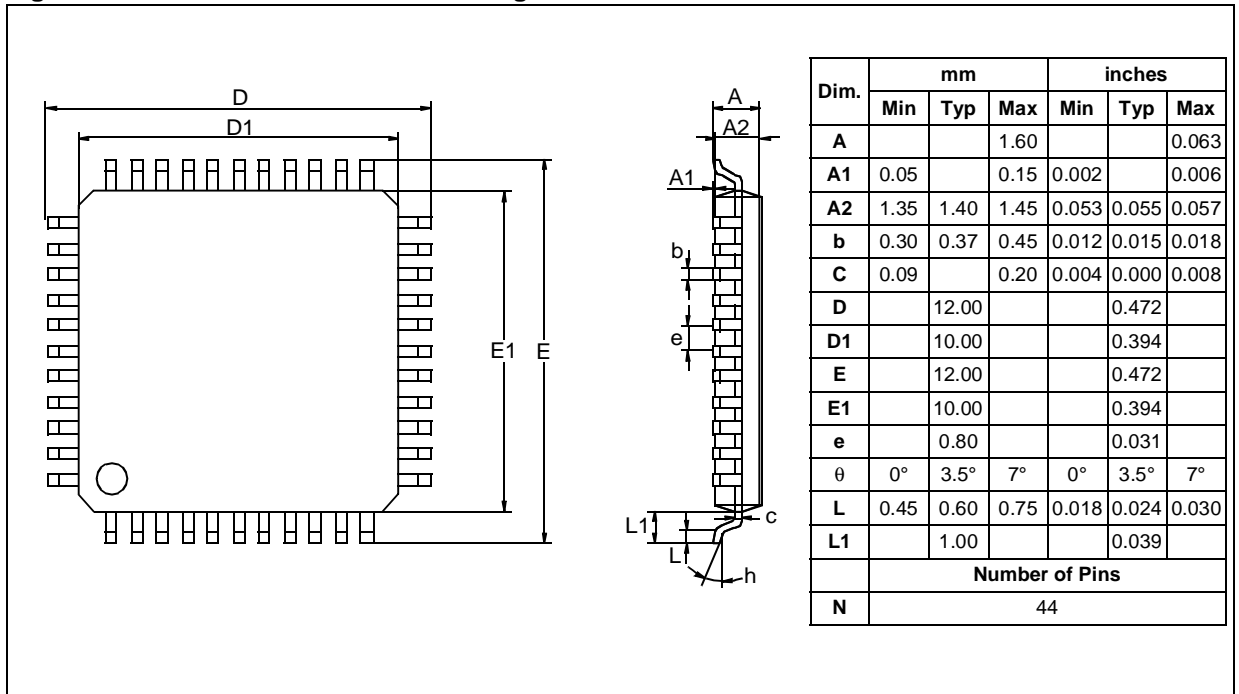 D
D1
E1 E
A
A2
A1
b
e
c
L1
L
h
Dim. mm inches
Min Typ Max Min Typ Max
A 1.60 0.063
A1 0.05 0.15 0.002 0.006
A2 1.35 1.40 1.45 0.053 0.055 0.057
b 0.30 0.37 0.45 0.012 0.015 0.018
C 0.09 0.20 0.004 0.000 0.008
D 12.00 0.472
D1 10.00 0.394
E 12.00 0.472
E1 10.00 0.394
e 0.80 0.031
θ 0° 3.5° 7° 0° 3.5° 7°
L 0.45 0.60 0.75 0.018 0.024 0.030
L1 1.00 0.039
Number of Pins
N 44